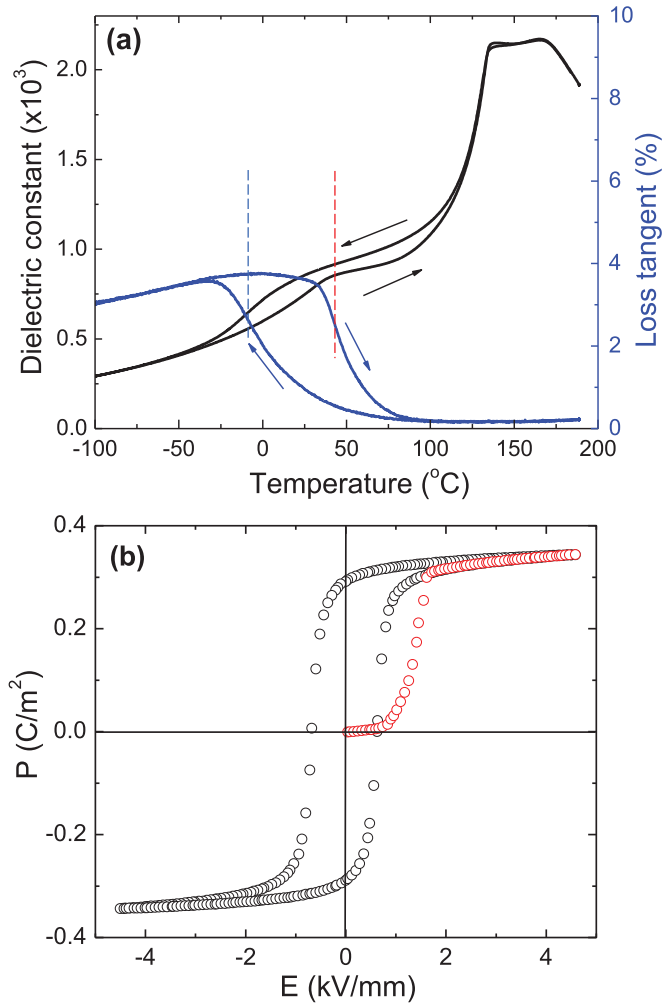 (a)
Dielectric constant (x10³)
2.0
1.5
1.0
0.5
0.0
10
8
6
4
2
0
Loss tangent (%)
-100 -50 0 50 100 150 200
Temperature (°C)
(b)
P (C/m²)
0.4
0.2
0.0
-0.2
-0.4
-4 -2 0 2 4
E (kV/mm)